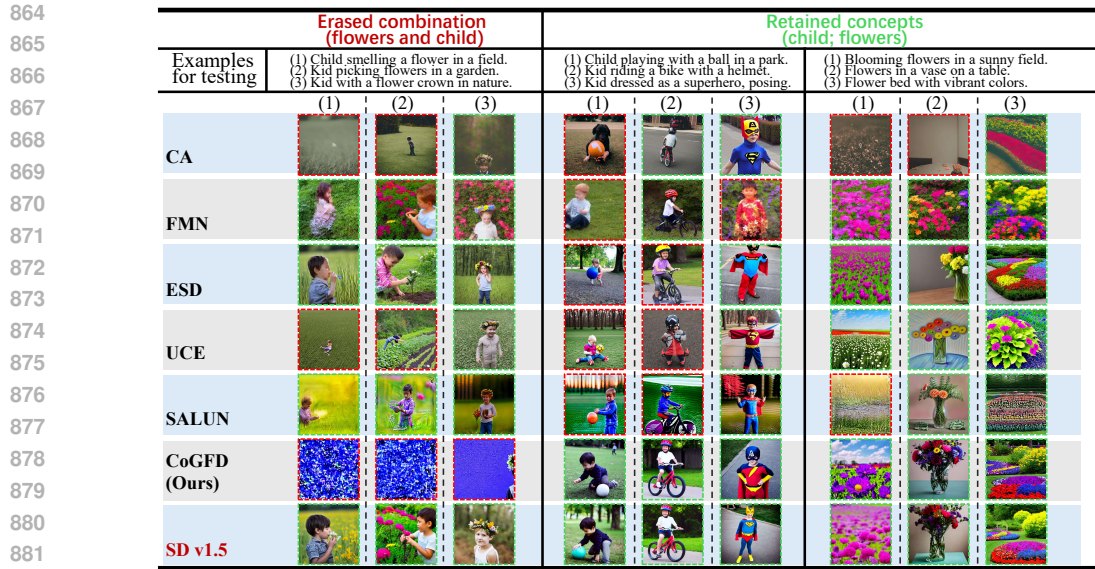 864
865
866
867
868
869
870
871
872
873
874
875
876
877
878
879
880
881
Erased combination
(flowers and child)
Retained concepts
(child; flowers)
Examples
for testing
(1) Child smelling a flower in a field.
(2) Kid picking flowers in a garden.
(3) Kid with a flower crown in nature.
(1) Child playing with a ball in a park.
(2) Kid riding a bike with a helmet.
(3) Kid dressed as a superhero, posing.
(1) Blooming flowers in a sunny field.
(2) Flowers in a vase on a table.
(3) Flower bed with vibrant colors.
(1) (2) (3) (1) (2) (3) (1) (2) (3)
CA
FMN
ESD
UCE
SALUN
CoGFD
(Ours)
SD v1.5